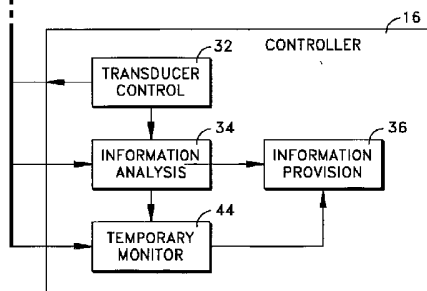 16
CONTROLLER
32
TRANSDUCER
CONTROL
34
INFORMATION
ANALYSIS
36
INFORMATION
PROVISION
44
TEMPORARY
MONITOR